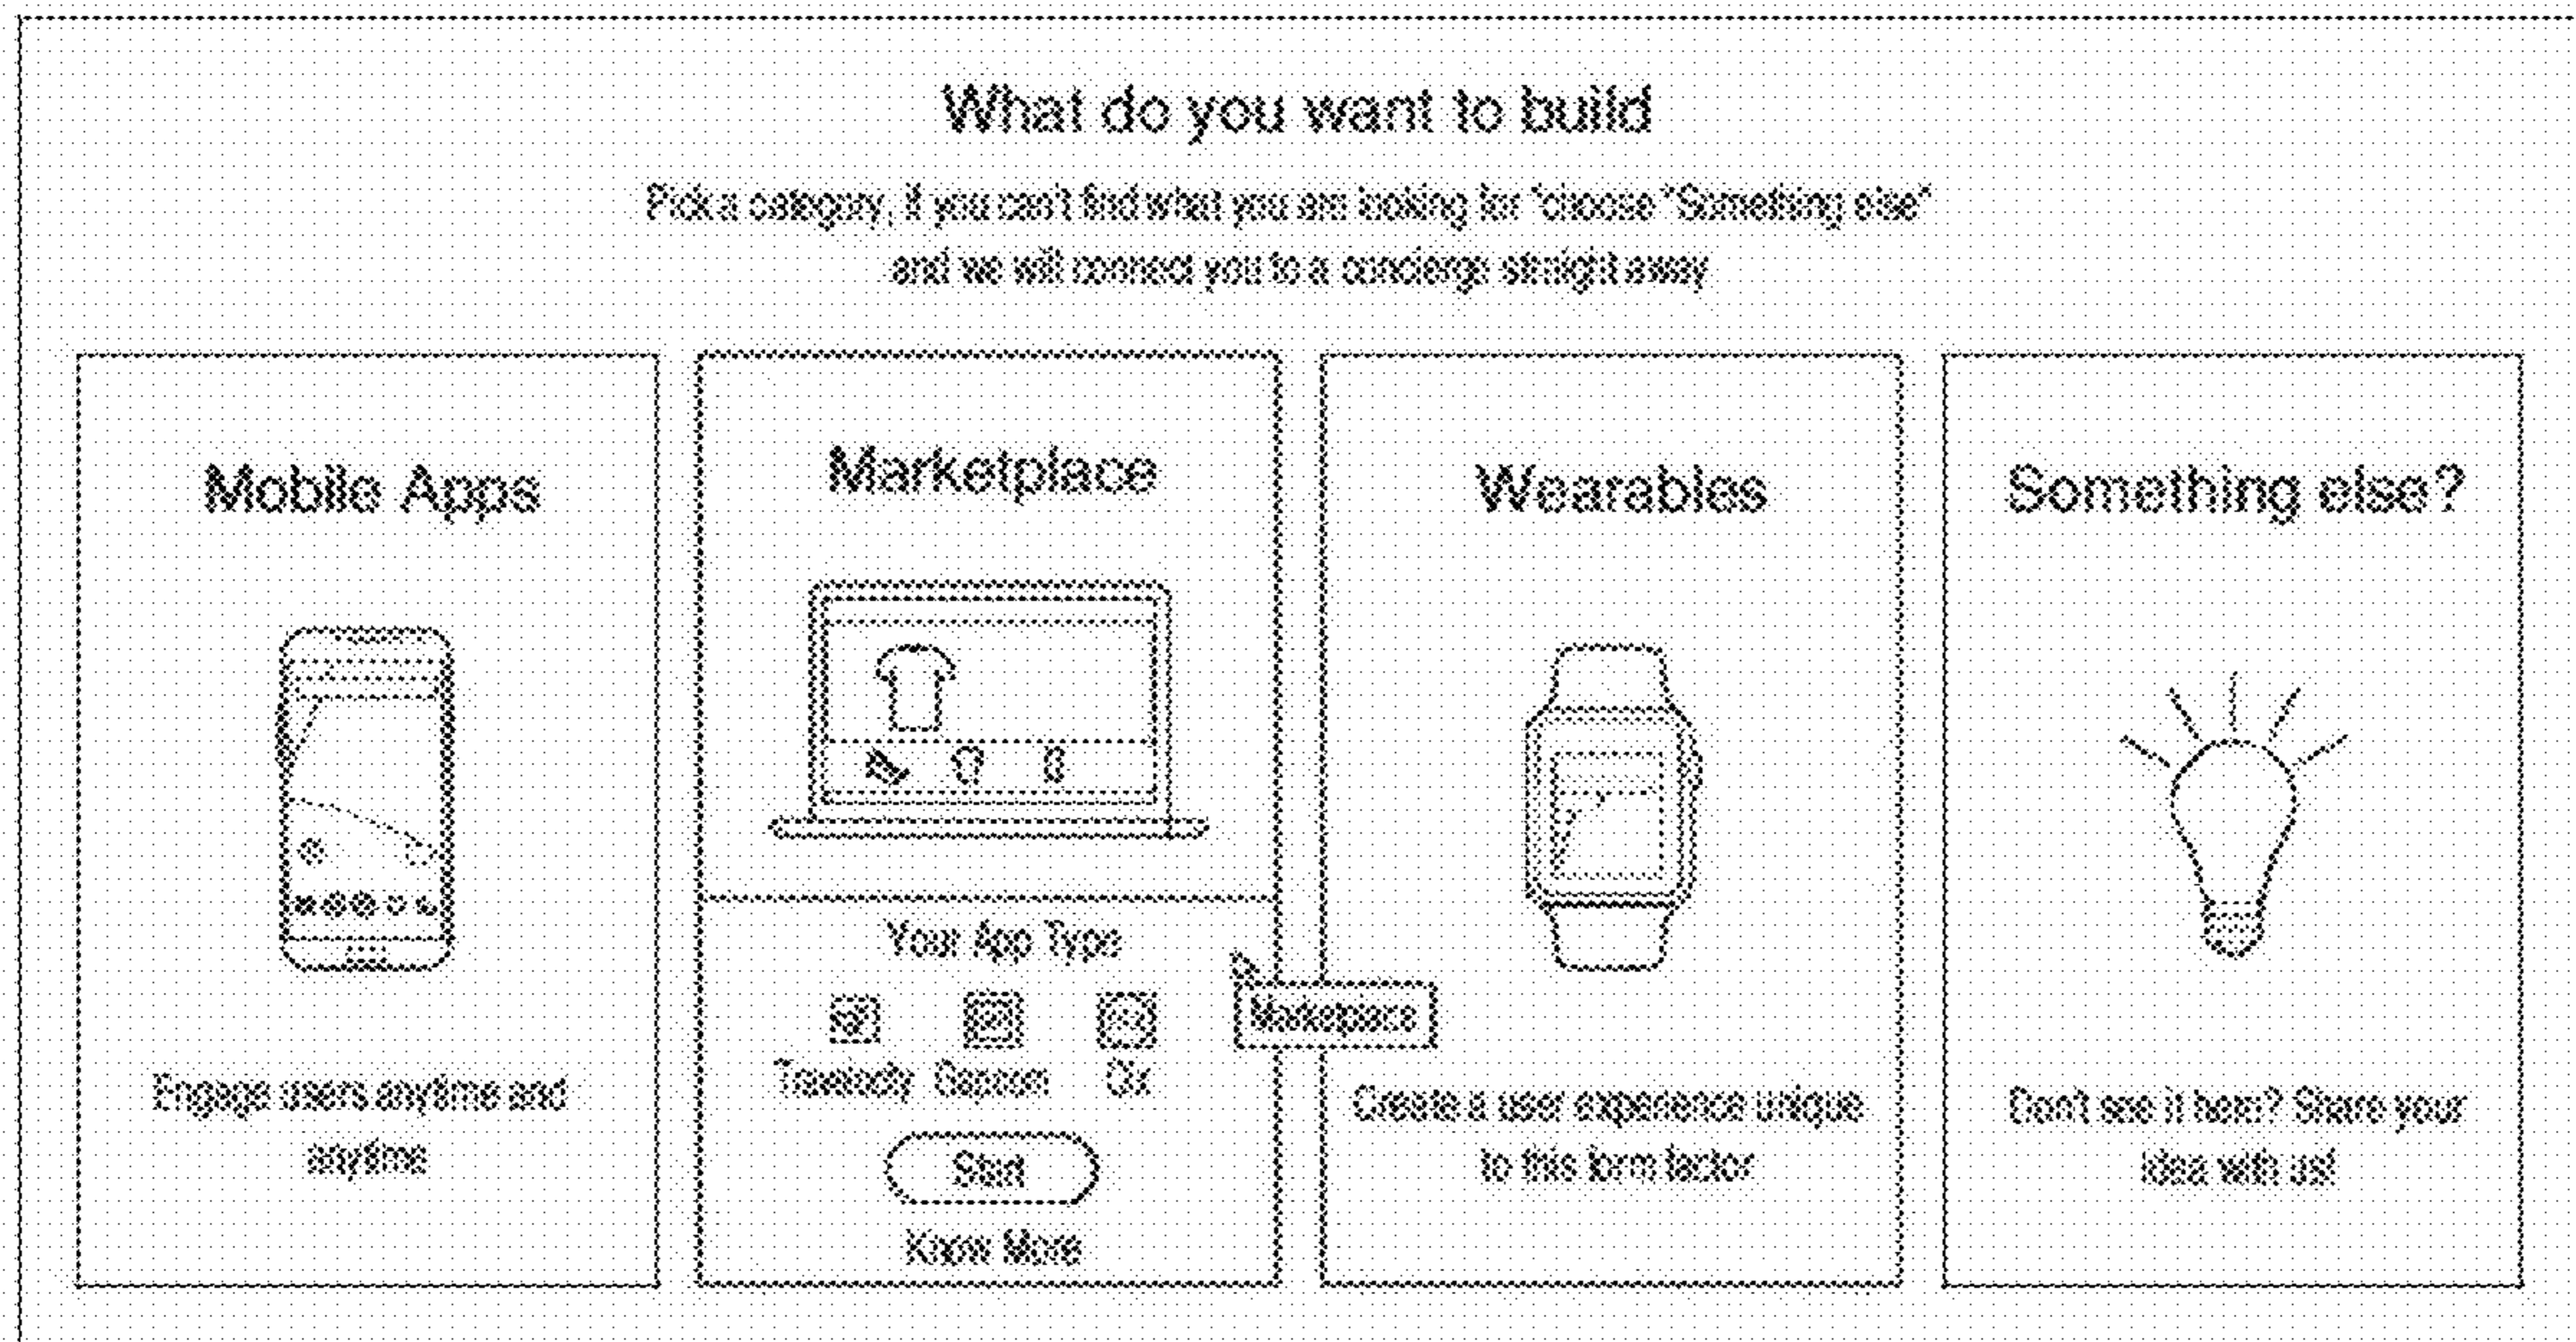 What do you want to build
Pick a category, if you can't find what you are looking for "choose "Something else"
and we will connect you to a concierge straight away
Mobile Apps
Engage users anytime and
anytime
Marketplace
Your App Type
Olx
Start
Know More
Marketplace
Wearables
Create a user experience unique
to this form factor
Something else?
Don't see it here? Share your
idea with us!